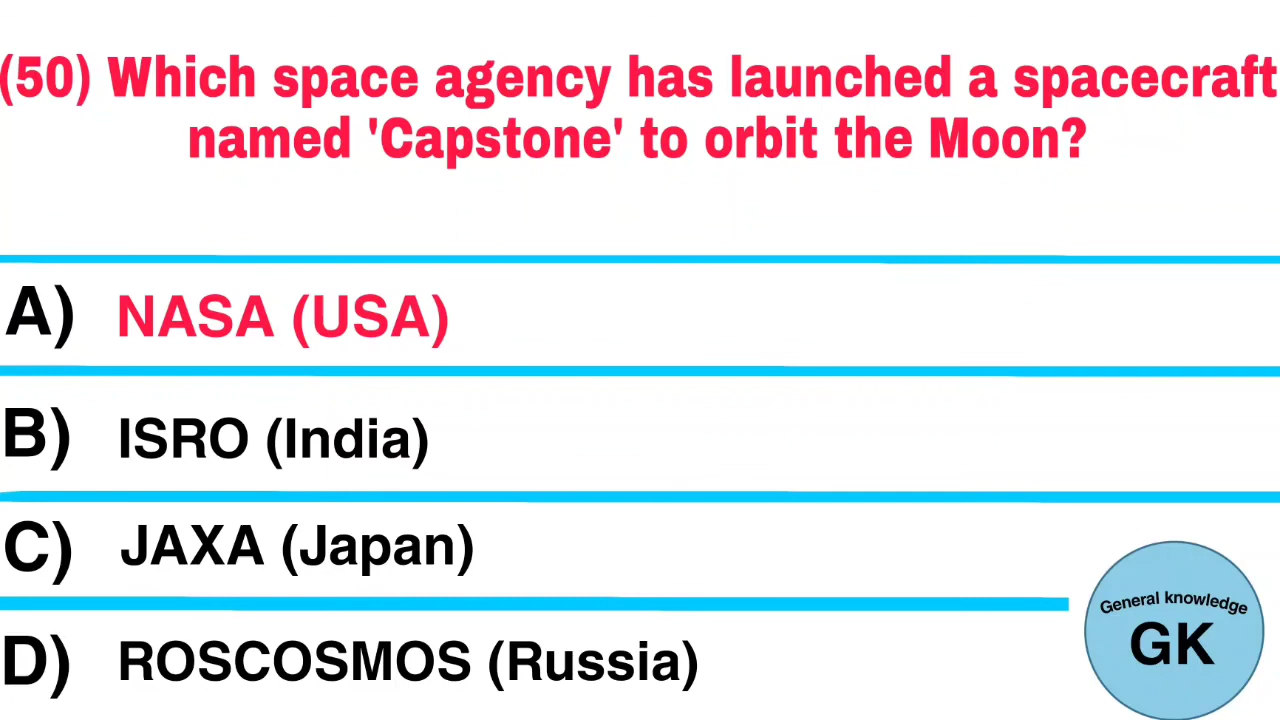 (50) Which space agency has launched a spacecraft
named 'Capstone' to orbit the Moon?
A) NASA (USA)
B) ISRO (India)
C) JAXA (Japan)
D) ROSCOSMOS (Russia)
General knowledge
GK